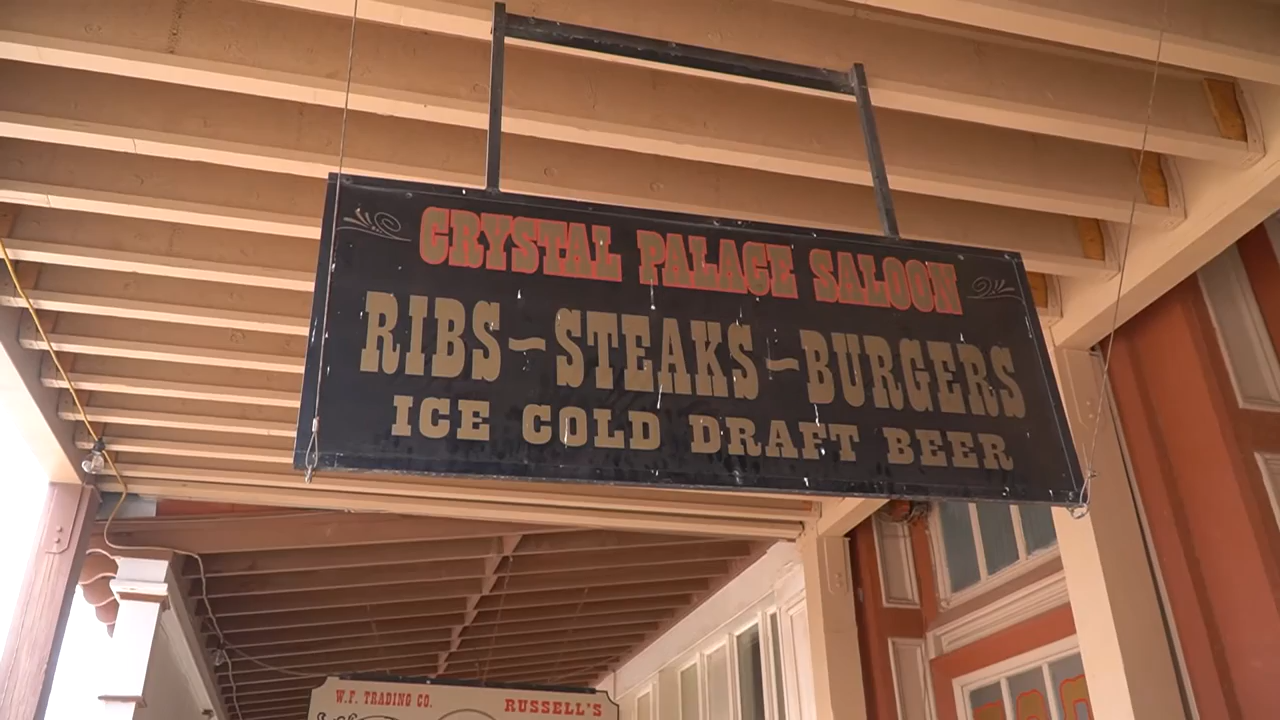 CRYSTAL PALACE SALOON
RIBS~STEAKS~BURGERS
ICE COLD DRAFT BEER
W.F. TRADING CO. RUSSELL'S